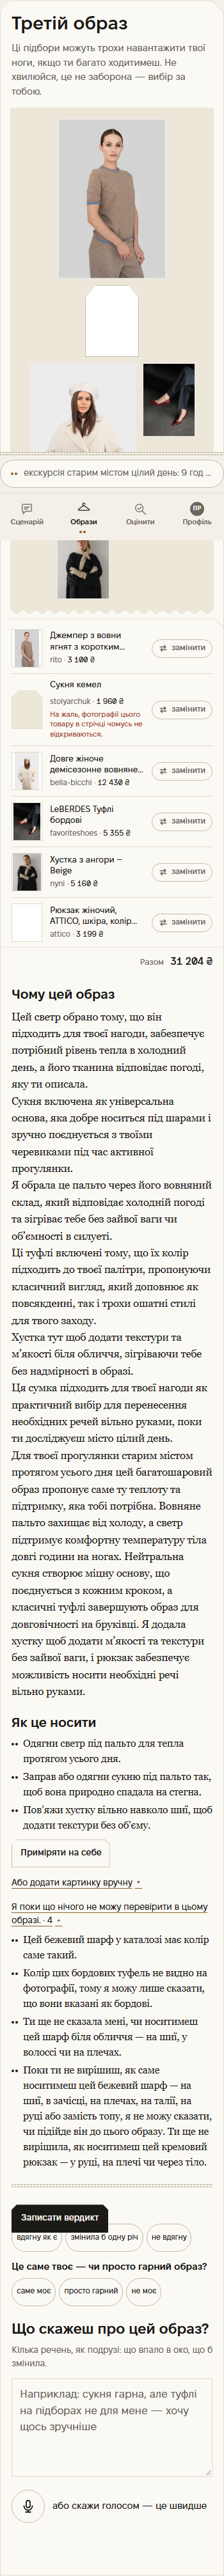 Третій образ
Ці підбори можуть трохи навантажити твої
ноги, якщо ти багато ходитимеш. Не
хвилюйся, це не заборона — вибір за
тобою.
екскурсія старим містом цілий день: 9 год ...
Сценарій
Образи
Оцінити
ПР
Профіль
Джемпер з вовни
ягнят з коротким...
rito · 3 100 ₴
замінити
Сукня кемел
stolyarchuk · 1 960 ₴
На жаль, фотографії цього
товару в стрічці чомусь не
відкриваються.
замінити
Довге жіноче
демісезонне вовняне...
bella-bicchi · 12 430 ₴
замінити
LeBERDES Туфлі
бордові
favoriteshoes · 5 355 ₴
замінити
Хустка з ангори –
Beige
nyni · 5 160 ₴
замінити
Рюкзак жіночий,
ATTICO, шкіра, колір...
attico · 3 199 ₴
замінити
Разом 31 204 ₴
Чому цей образ
Цей светр обрано тому, що він
підходить для твоєї нагоди, забезпечує
потрібний рівень тепла в холодний
день, а його тканина відповідає погоді,
яку ти описала.
Сукня включена як універсальна
основа, яка добре носиться під шарами і
зручно поєднується з твоїми
черевиками під час активної
прогулянки.
Я обрала це пальто через його вовняний
склад, який відповідає холодній погоді
та зігріває тебе без зайвої ваги чи
об’ємності в силуеті.
Ці туфлі включені тому, що їх колір
підходить до твоєї палітри, пропонуючи
класичний вигляд, який доповнює як
повсякденні, так і трохи ошатні стилі
для твого заходу.
Хустка тут щоб додати текстури та
м’якості біля обличчя, зігріваючи тебе
без надмірності в образі.
Ця сумка підходить для твоєї нагоди як
практичний вибір для перенесення
необхідних речей вільно руками, поки
ти досліджуєш місто цілий день.
Для твоєї прогулянки старим містом
протягом усього дня цей багатошаровий
образ пропонує саме ту теплоту та
підтримку, яка тобі потрібна. Вовняне
пальто захищає від холоду, а светр
підтримує комфортну температуру тіла
довгі години на ногах. Нейтральна
сукня створює міцну основу, що
поєднується з кожним кроком, а
класичні туфлі завершують образ для
довговічності на бруківці. Я додала
хустку щоб додати м’якості та текстури
без зайвої ваги, і рюкзак забезпечує
можливість носити необхідні речі
вільно руками.
Як це носити
Одягни светр під пальто для тепла
протягом усього дня.
Заправ або одягни сукню під пальто так,
щоб вона природно спадала на стегна.
Пов’яжи хустку вільно навколо шиї, щоб
додати текстури без об’єму.
Приміряти на себе
Або додати картинку вручну
Я поки що нічого не можу перевірити в цьому
образі. · 4
Цей бежевий шарф у каталозі має колір
саме такий.
Колір цих бордових туфель не видно на
фотографії, тому я можу лише сказати,
що вони вказані як бордові.
Ти ще не сказала мені, чи носитимеш
цей шарф біля обличчя — на шиї, у
волоссі чи на плечах.
Поки ти не вирішиш, як саме
носитимеш цей бежевий шарф — на
шиї, в зачісці, на плечах, на талії, на
руці або замість топа, я не можу сказати,
чи підійде він до цього образу. Ти ще не
вирішила, як носитимеш цей кремовий
рюкзак — у руці, на плечі чи через тіло.
Записати вердикт
вдягну як є
змінила б одну річ
не вдягну
Це саме твоє — чи просто гарний образ?
саме моє
просто гарний
не моє
Що скажеш про цей образ?
Кілька речень, як подрузі: що впало в око, що б
змінила.
Наприклад: сукня гарна, але туфлі
на підборах не для мене — хочу
щось зручніше
або скажи голосом — це швидше